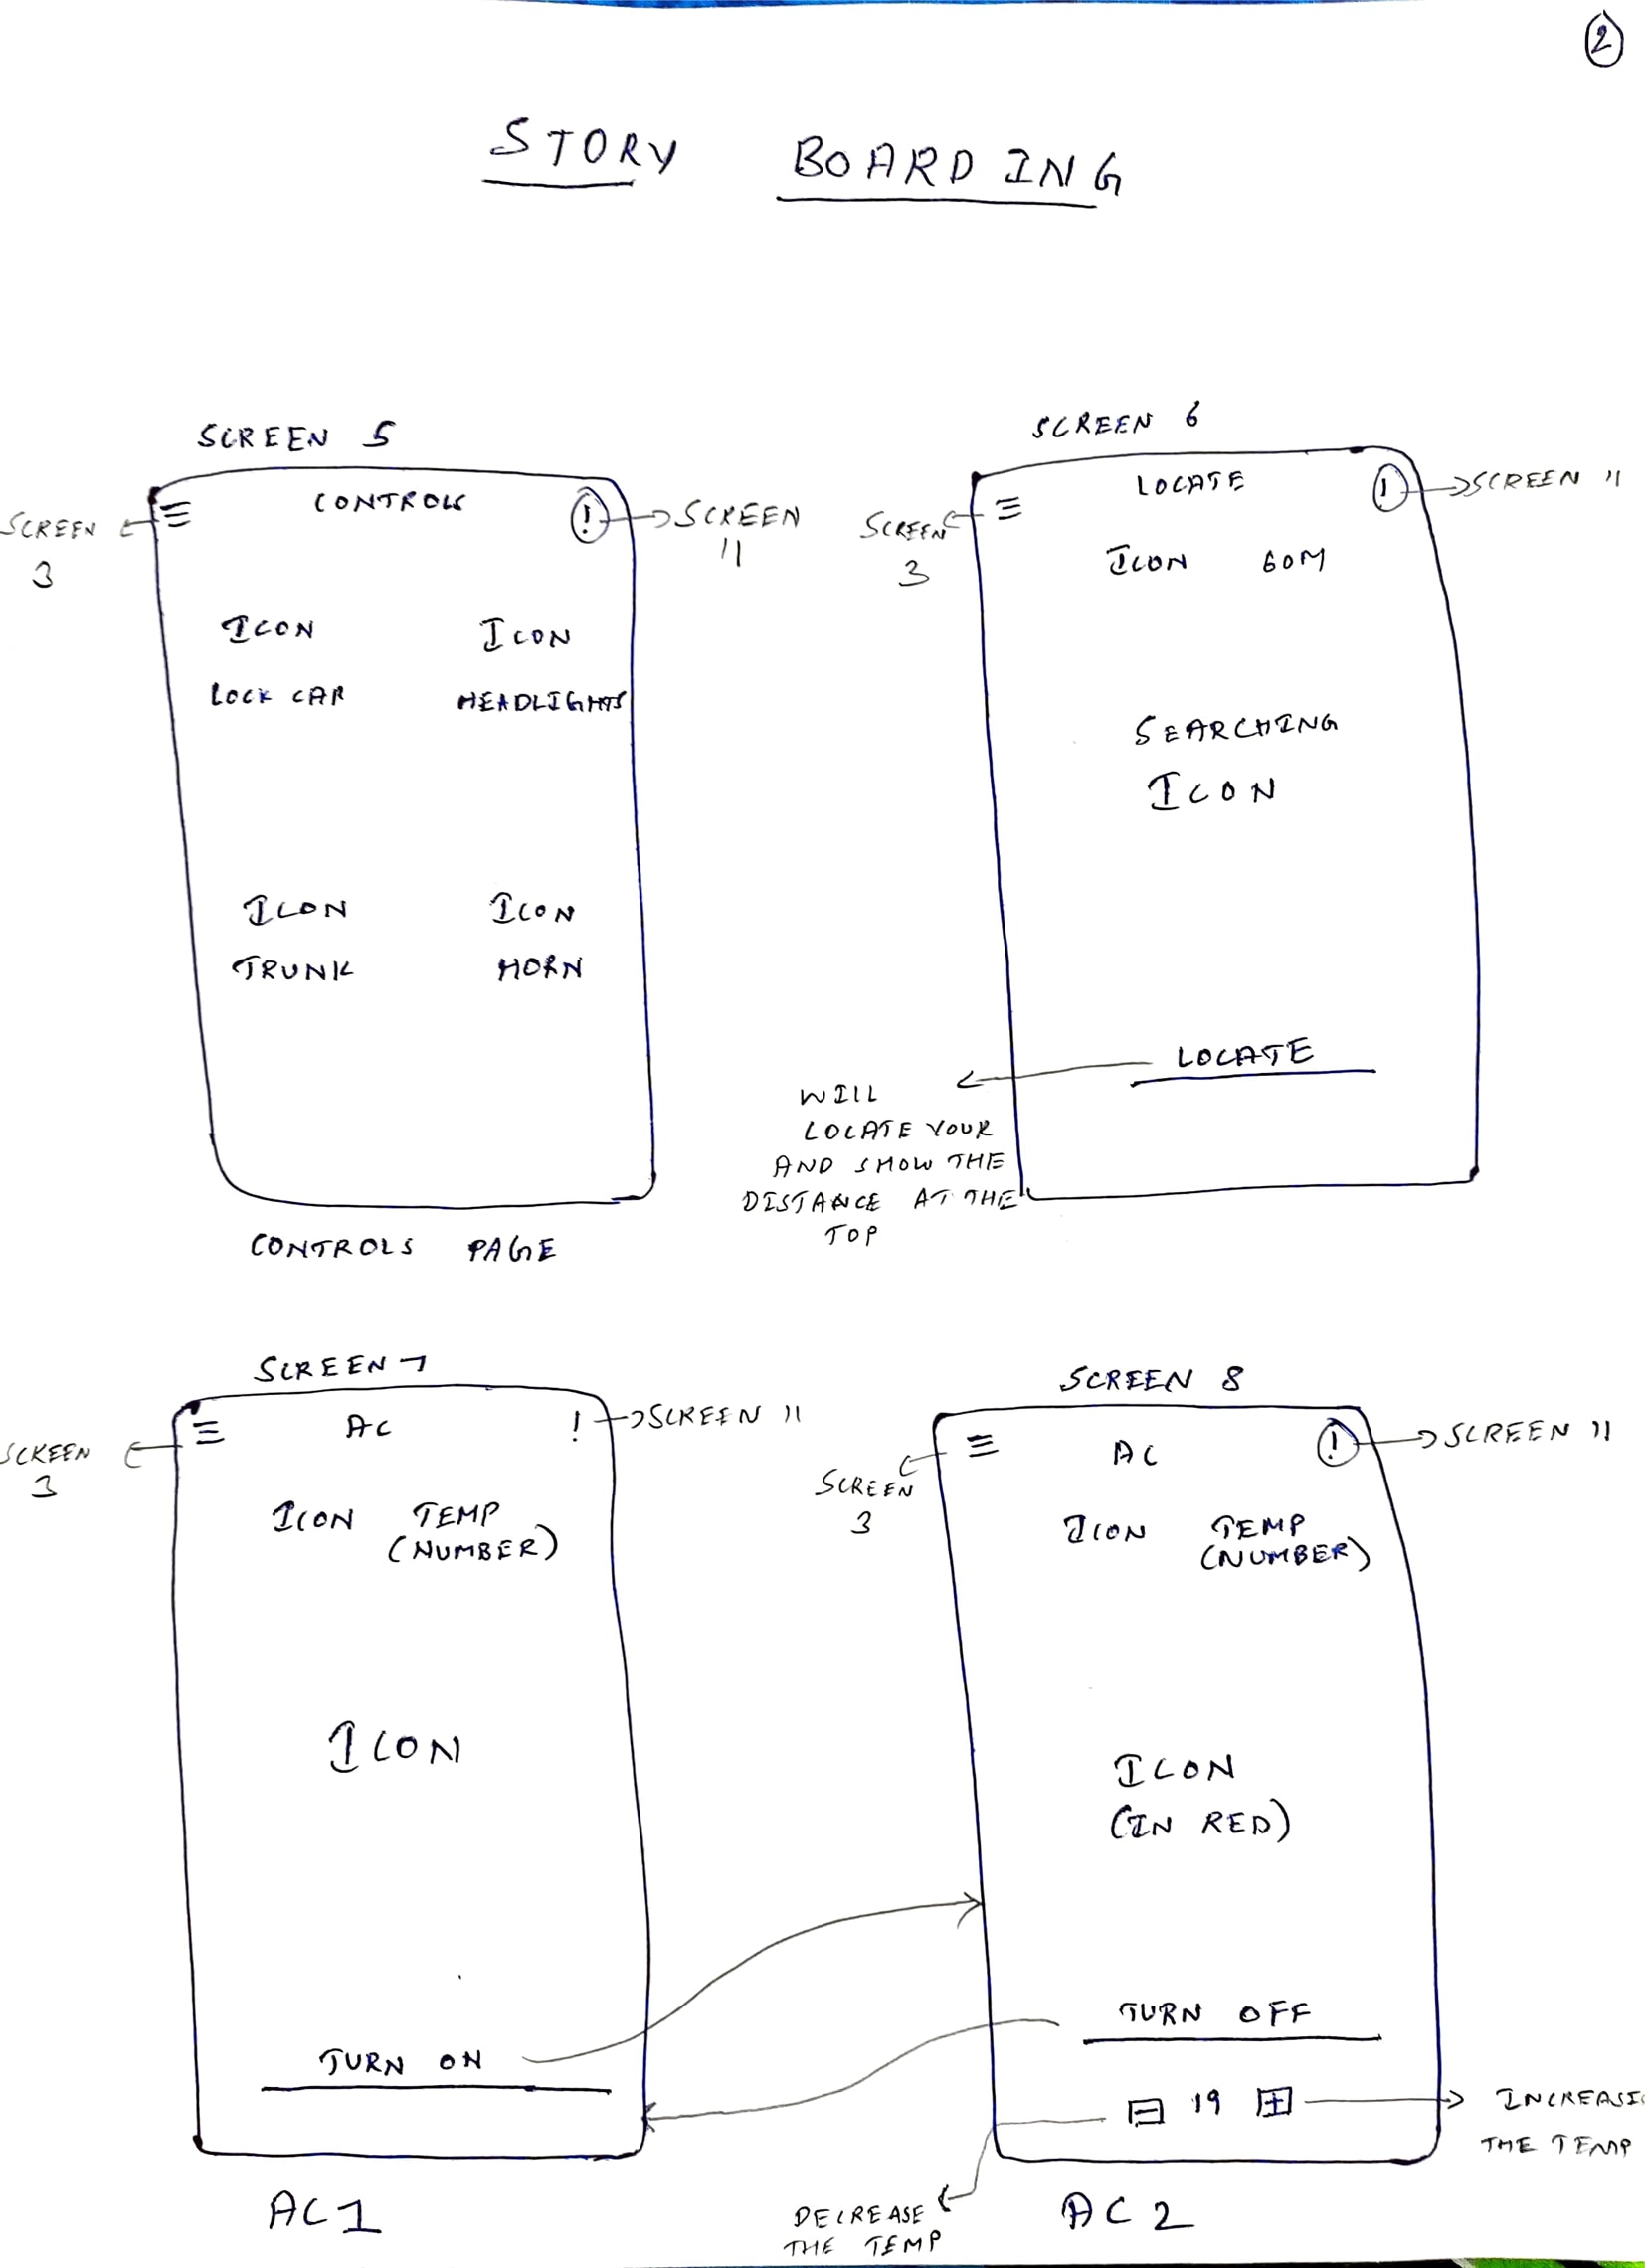 2
STORY BOARDING
SCREEN 5
CONTROLS
!
SCREEN
3
SCREEN
11
ICON ICON
LOCK CAR HEADLIGHTS
ICON ICON
TRUNK HORN
CONTROLS PAGE
SCREEN 6
LOCATE
!
SCREEN
3
SCREEN 11
ICON 60M
SEARCHING
ICON
LOCATE
WILL
LOCATE YOUR
AND SHOW THE
DISTANCE AT THE
TOP
SCREEN 7
AC
!
SCREEN
3
SCREEN 11
ICON TEMP
(NUMBER)
ICON
TURN ON
AC1
SCREEN 8
AC
!
SCREEN
3
SCREEN 11
ICON TEMP
(NUMBER)
ICON
(IN RED)
TURN OFF
- 19 +
INCREASI
THE TEMP
DECREASE
THE TEMP
AC 2